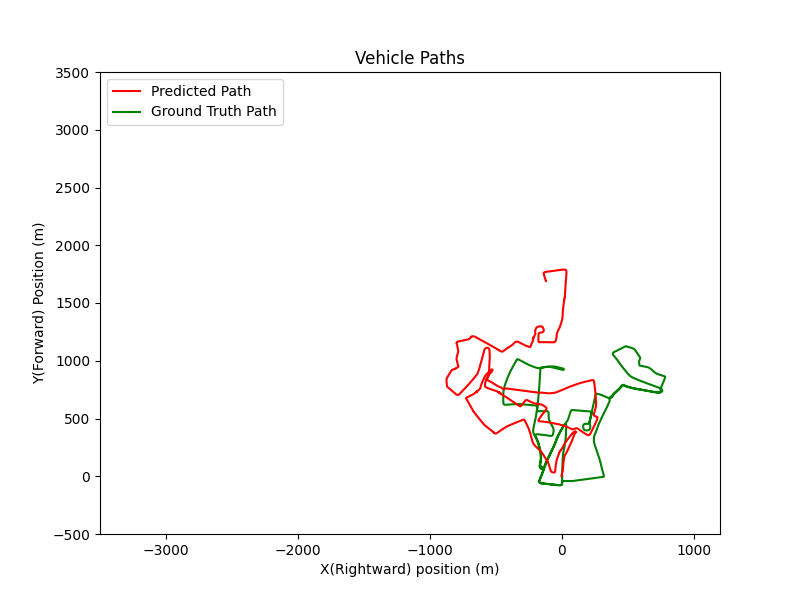 Vehicle Paths
Predicted Path
Ground Truth Path
3500
3000
2500
2000
1500
1000
500
0
−500
Y(Forward) Position (m)
−3000
−2000
−1000
0
1000
X(Rightward) position (m)